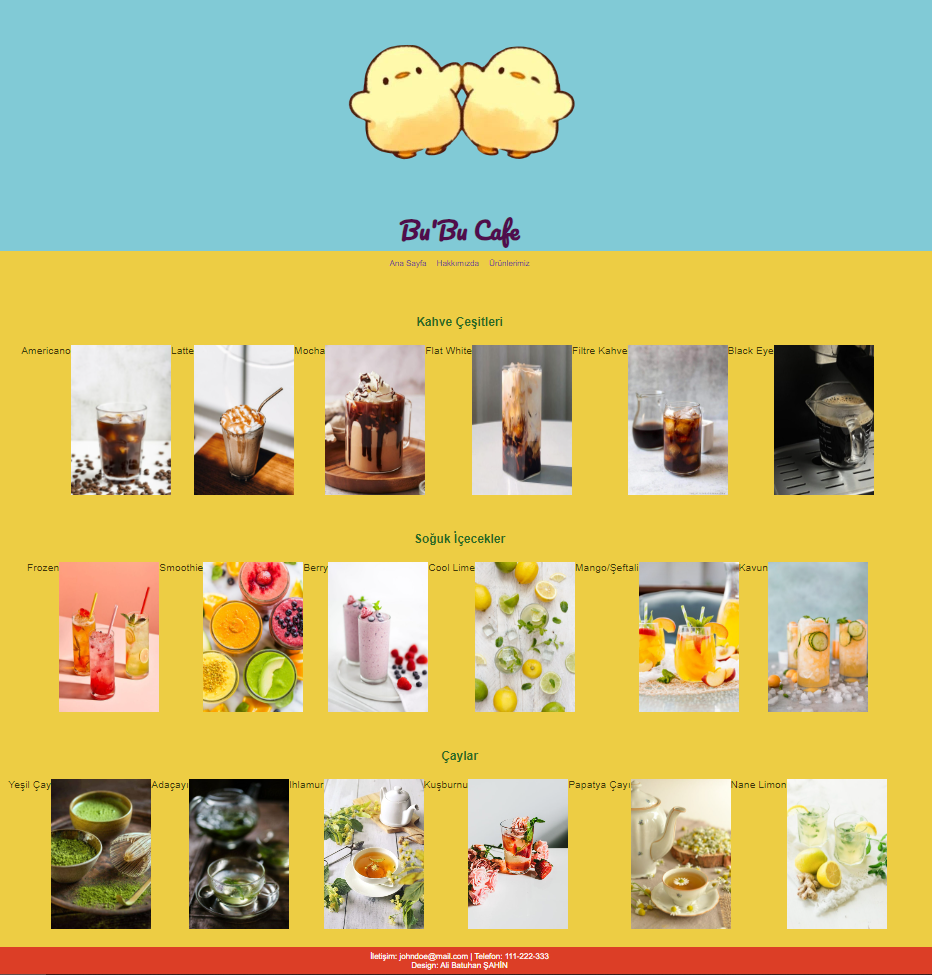 Bu'Bu Cafe
Ana Sayfa Hakkımızda Ürünlerimiz
Kahve Çeşitleri
Americano Latte Mocha Flat White Filtre Kahve Black Eye
Soğuk İçecekler
Frozen Smoothie Berry Cool Lime Mango/Şeftali Kavun
Çaylar
Yeşil Çay Adaçayı Ihlamur Kuşburnu Papatya Çayı Nane Limon
İletişim: johndoe@mail.com | Telefon: 111-222-333
Design: Ali Batuhan ŞAHİN